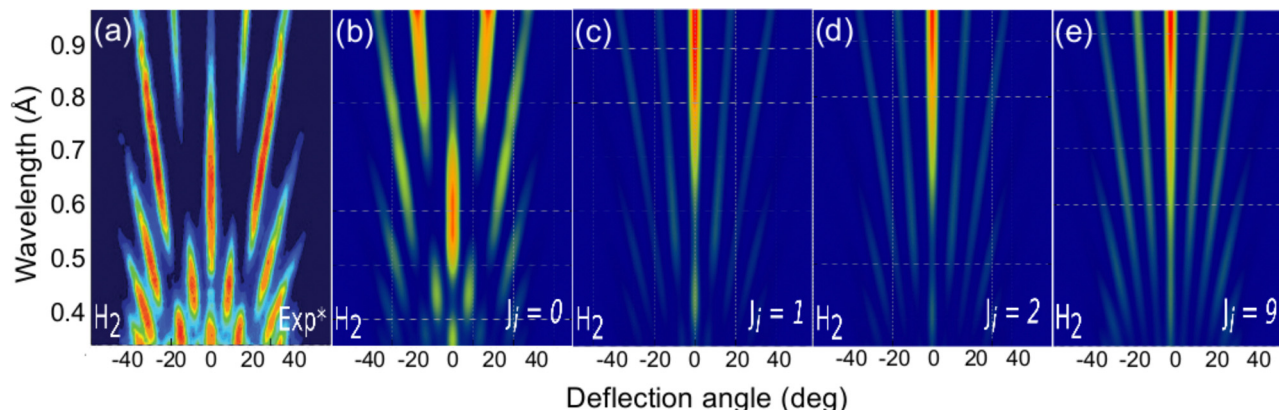 (a) (b) (c) (d) (e)
Wavelength (Å)
0.9
0.8
0.7
0.6
0.5
0.4
H2 Exp* H2 Ji = 0 H2 Ji = 1 H2 Ji = 2 H2 Ji = 9
-40 -20 0 20 40 -40 -20 0 20 40 -40 -20 0 20 40 -40 -20 0 20 40 -40 -20 0 20 40
Deflection angle (deg)